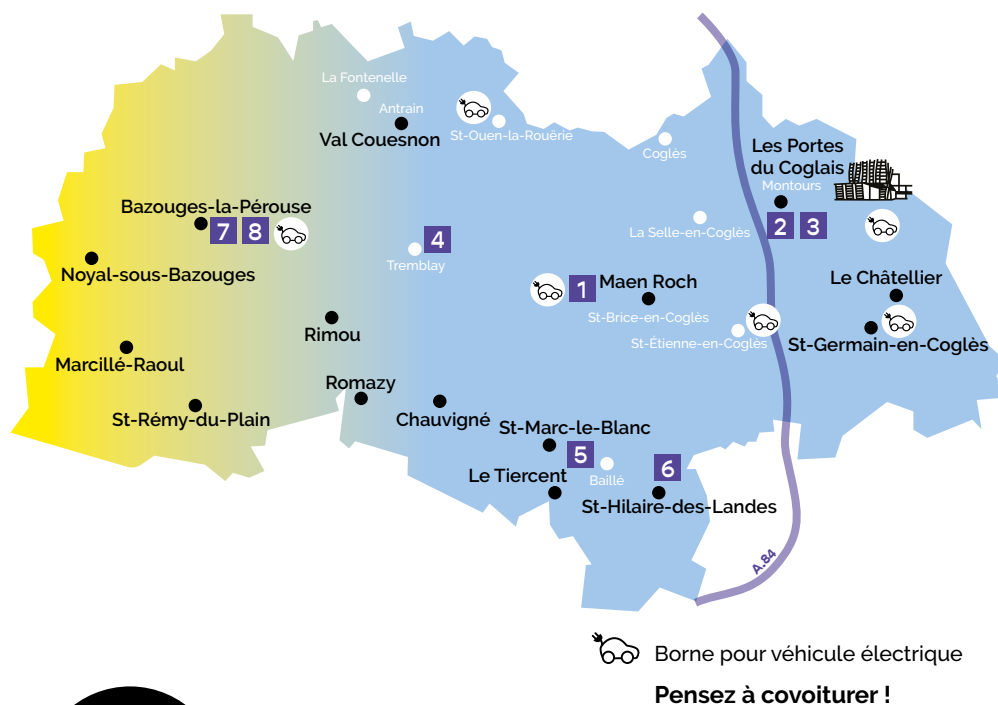 La Fontenelle
Antrain
Val Couesnon
St-Ouen-la-Rouërie
Coglès
Les Portes
du Coglais
Montours
2 3
Bazouges-la-Pérouse
7 8
Noyal-sous-Bazouges
4
Tremblay
La Selle-en-Coglès
1
Maen Roch
St-Brice-en-Coglès
St-Étienne-en-Coglès
Le Châtellier
St-Germain-en-Coglès
Rimou
Marcillé-Raoul
St-Rémy-du-Plain
Romazy
Chauvigné
St-Marc-le-Blanc
5
Baillé
6
Le Tiercent
St-Hilaire-des-Landes
A.84
Borne pour véhicule électrique
Pensez à covoiturer !